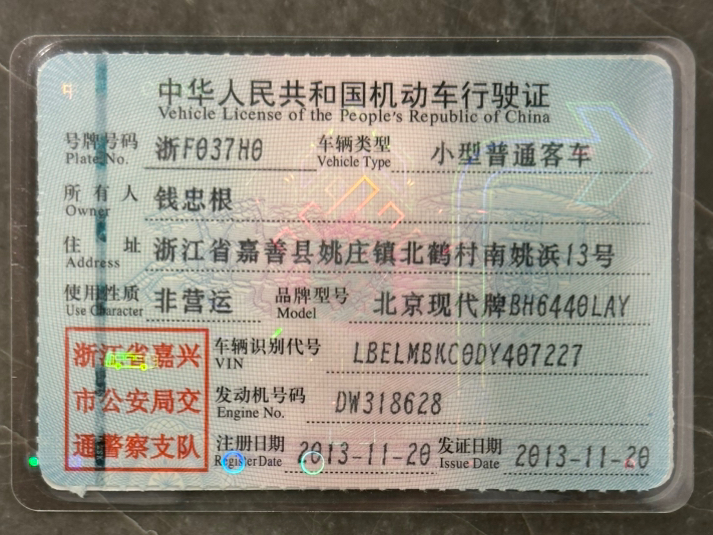 中华人民共和国机动车行驶证
Vehicle License of the People's Republic of China
号牌号码 浙F037H0 车辆类型 小型普通客车
Plate No. Vehicle Type
所有人 钱忠根
Owner
住址 浙江省嘉善县姚庄镇北鹤村南姚浜13号
Address
使用性质 非营运 品牌型号 北京现代牌BH6440LAY
Use Character Model
浙江省嘉兴 车辆识别代号 LBELMBKC0DY407227
VIN
市公安局交 发动机号码 DW318628
Engine No.
通警察支队 注册日期 2013-11-20 发证日期 2013-11-20
Register Date Issue Date